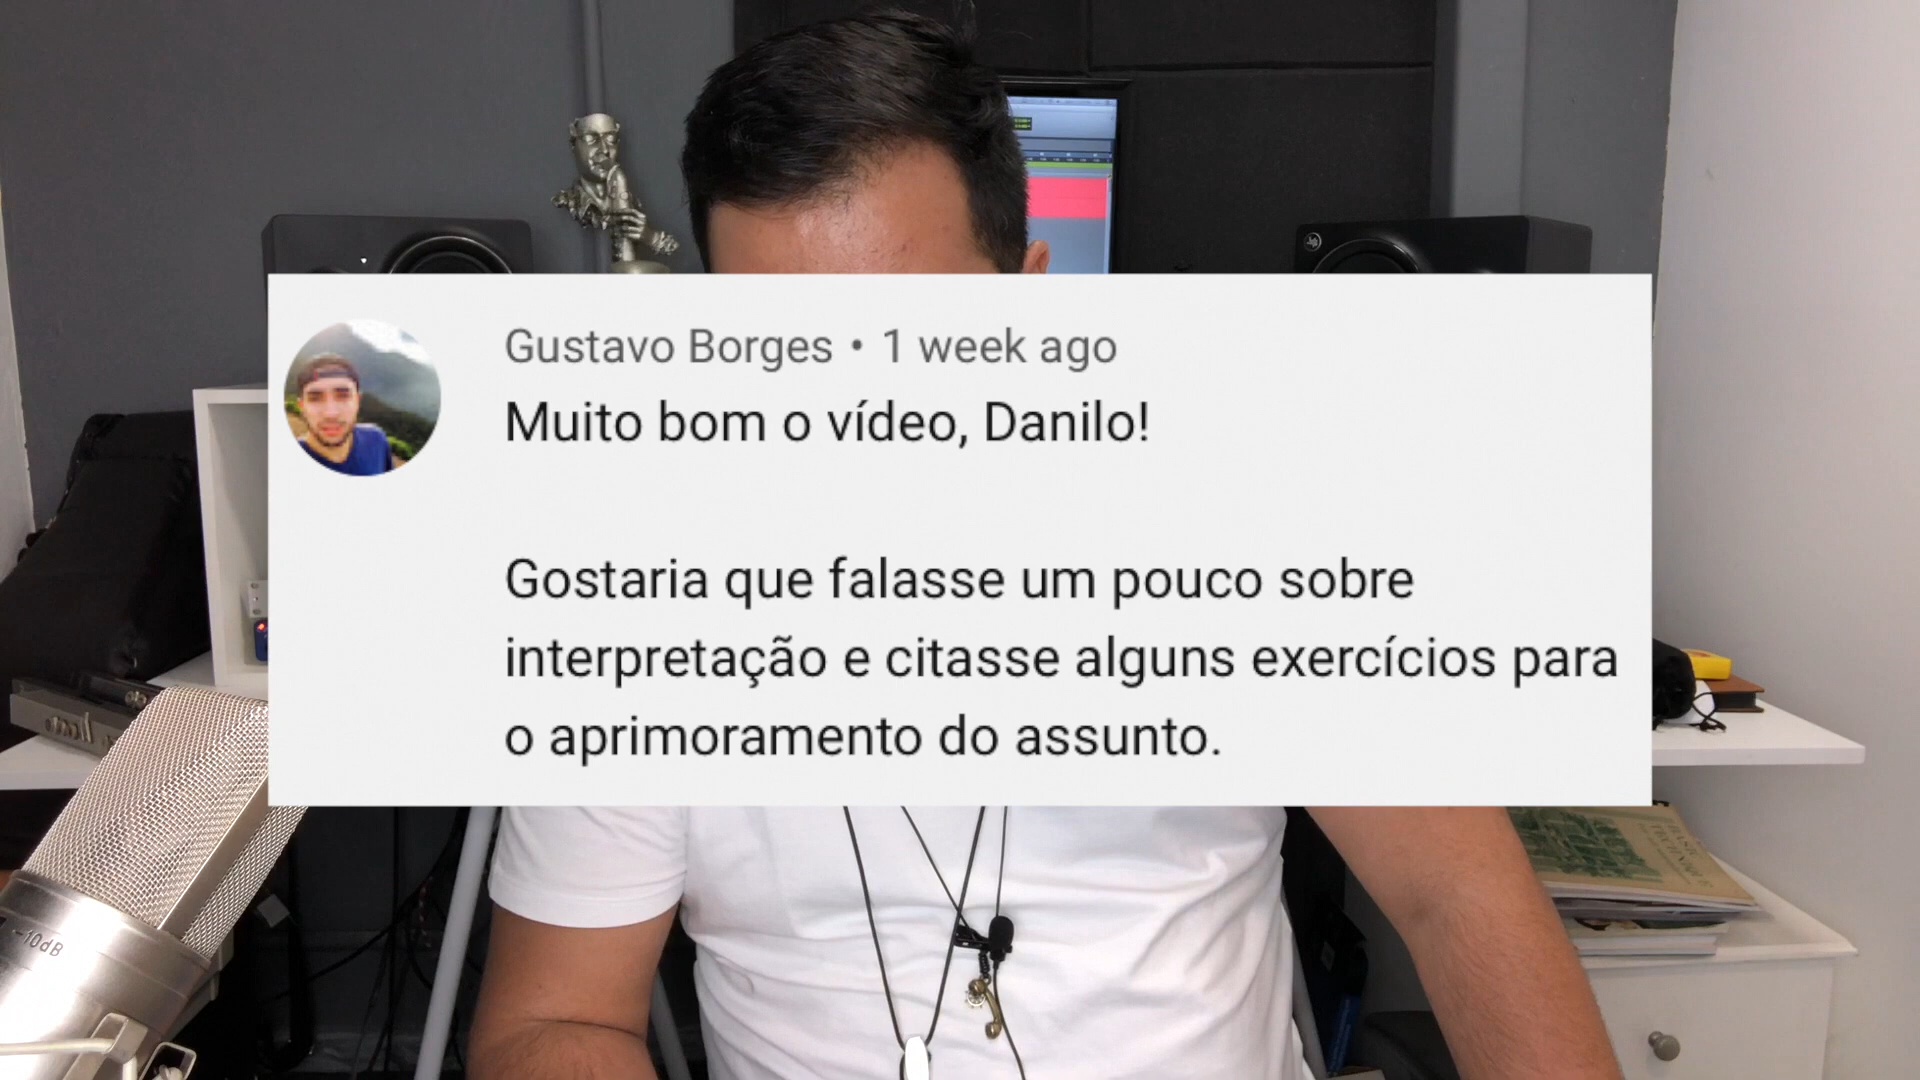 Gustavo Borges • 1 week ago
Muito bom o vídeo, Danilo!
Gostaria que falasse um pouco sobre
interpretação e citasse alguns exercícios para
o aprimoramento do assunto.
-10dB